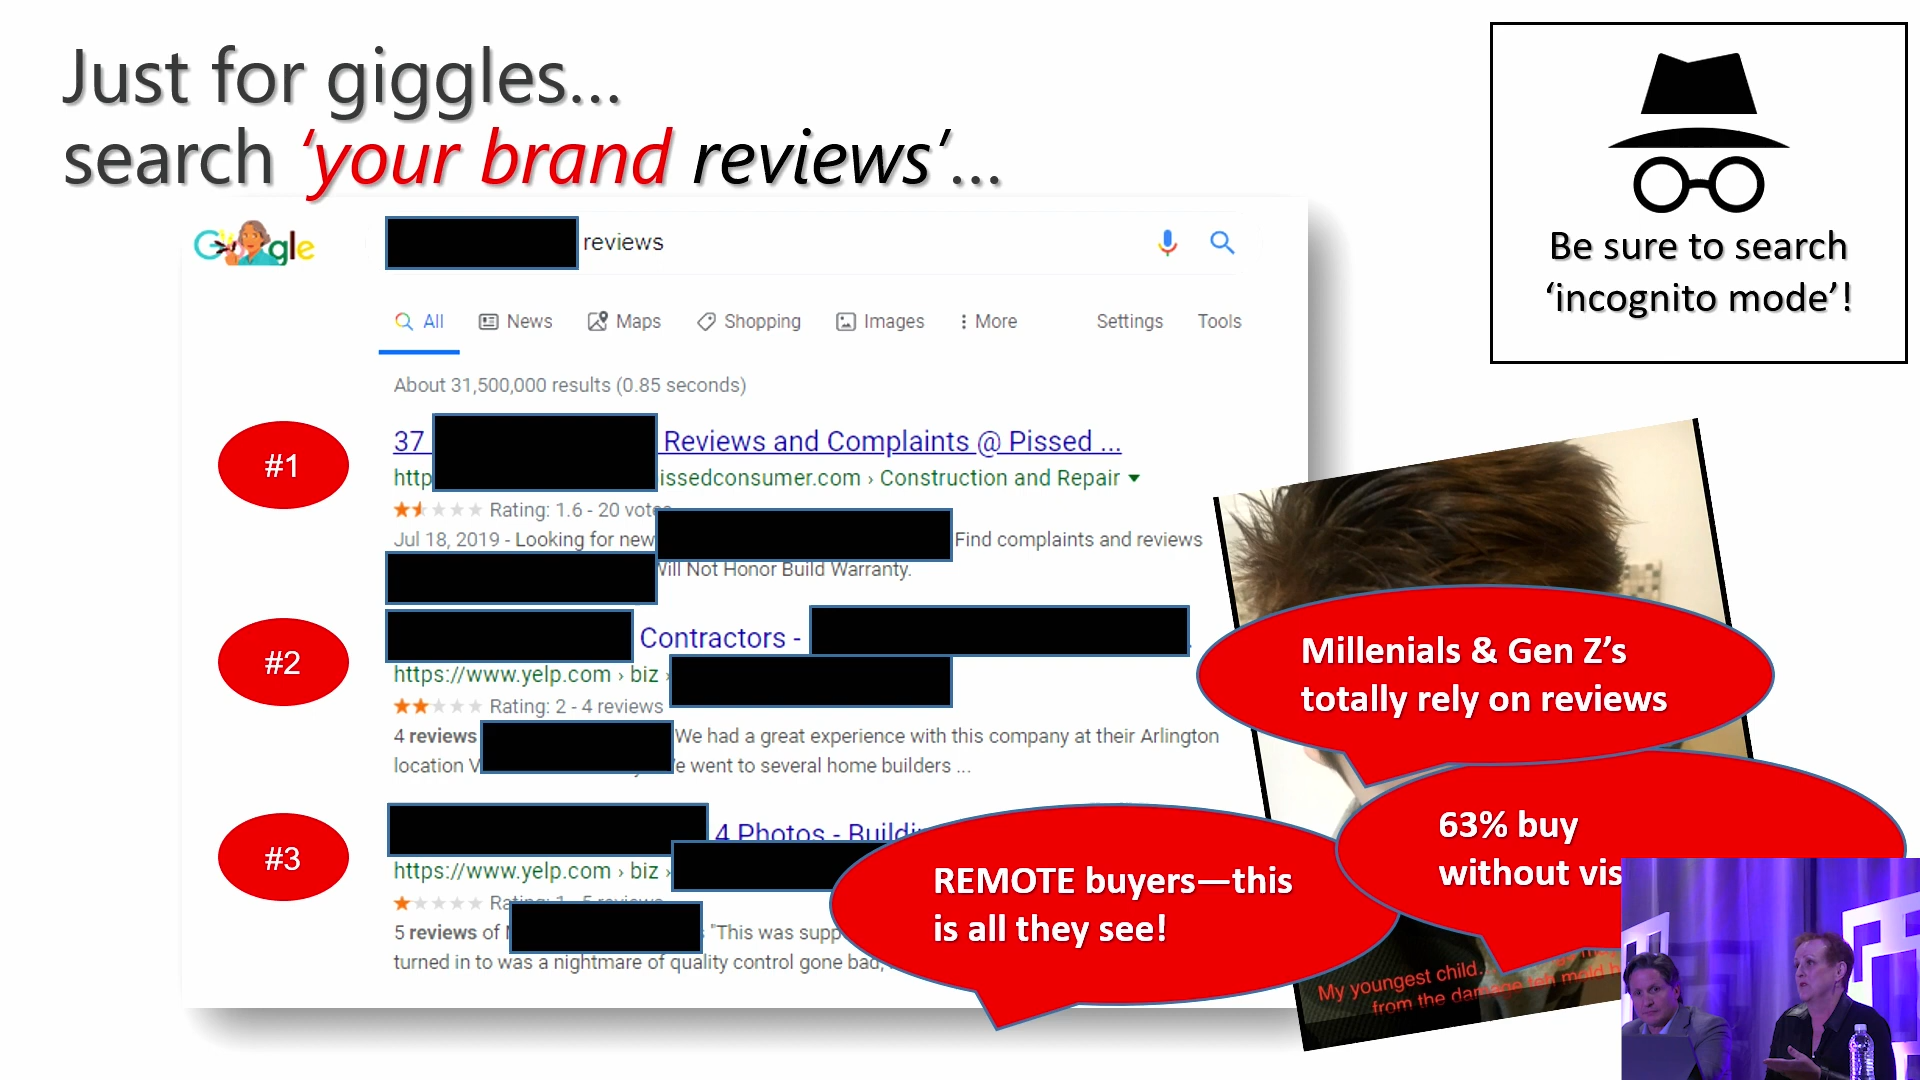 Just for giggles...
search ‘your brand reviews’...
Be sure to search
‘incognito mode’!
Google
reviews
All News Maps Shopping Images More Settings Tools
About 31,500,000 results (0.85 seconds)
#1
37 Reviews and Complaints @ Pissed ...
http issedconsumer.com › Construction and Repair
Rating: 1.6 - 20 votes
Jul 18, 2019 - Looking for new Find complaints and reviews
Will Not Honor Build Warranty.
#2
Contractors -
https://www.yelp.com › biz ›
Rating: 2 - 4 reviews
4 reviews We had a great experience with this company at their Arlington
location V e went to several home builders ...
#3
4 Photos - Buildi
https://www.yelp.com › biz ›
5 reviews of "This was supp
turned in to was a nightmare of quality control gone bad,
Millenials & Gen Z’s
totally rely on reviews
63% buy
without vis
REMOTE buyers—this
is all they see!
My youngest child.
from the damage